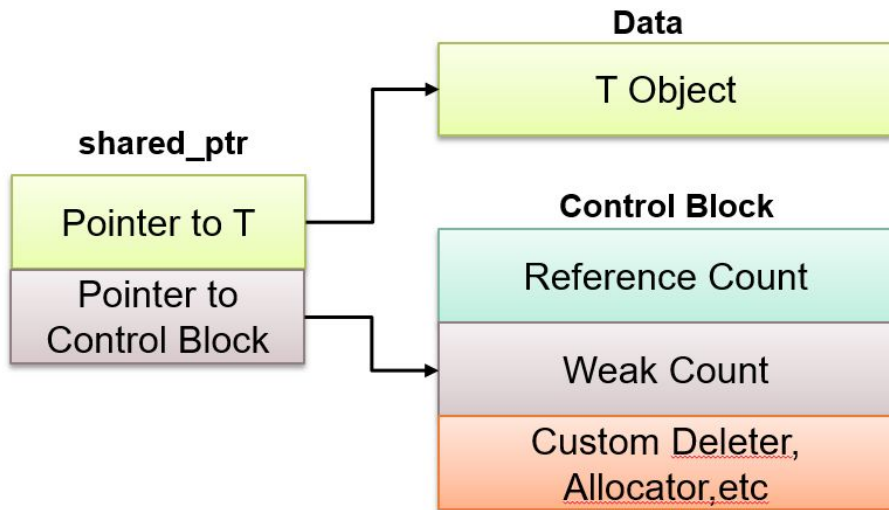 Data
T Object
shared_ptr
Pointer to T
Pointer to
Control Block
Control Block
Reference Count
Weak Count
Custom Deleter,
Allocator,etc